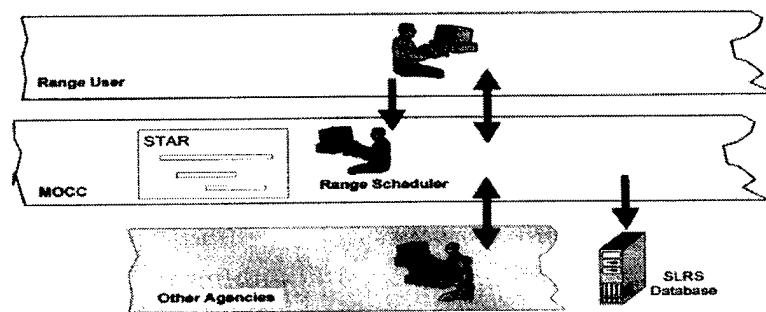 Range User
STAR
MOCC
Range Scheduler
Other Agencies
SLRS
Database